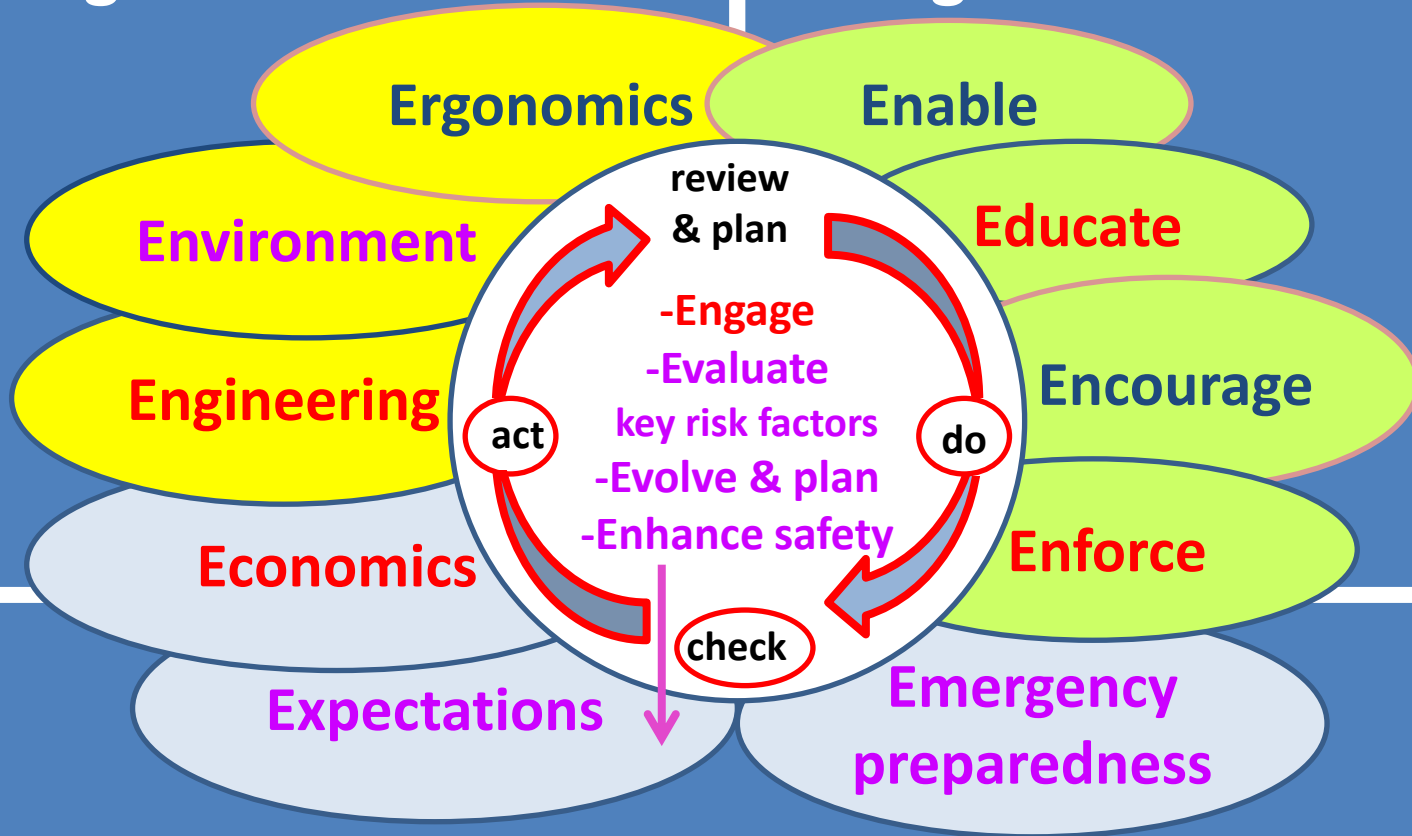 Ergonomics
Enable
Environment
Educate
Engineering
Encourage
Economics
Enforce
Expectations
Emergency
preparedness
review
& plan
-Engage
-Evaluate
key risk factors
-Evolve & plan
-Enhance safety
act
do
check